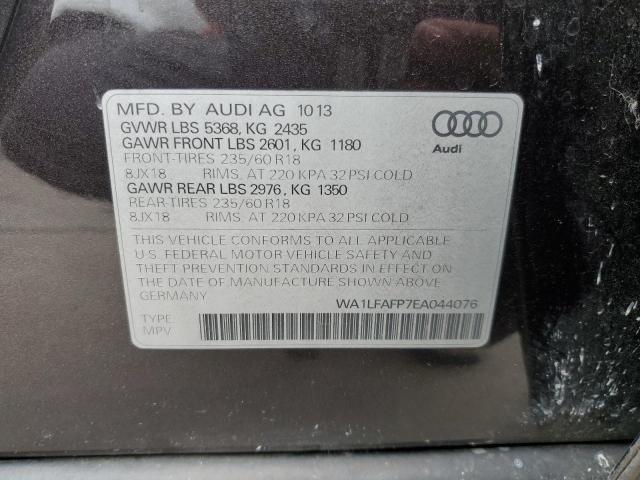 MFD. BY AUDI AG 10 13
GVWR LBS 5368, KG 2435
GAWR FRONT LBS 2601, KG 1180
FRONT-TIRES 235/60 R18
8JX18 RIMS, AT 220 KPA 32 PSI COLD
GAWR REAR LBS 2976, KG 1350
REAR-TIRES 235/60 R18
8JX18 RIMS, AT 220 KPA 32 PSI COLD
Audi
THIS VEHICLE CONFORMS TO ALL APPLICABLE
U.S. FEDERAL MOTOR VEHICLE SAFETY AND
THEFT PREVENTION STANDARDS IN EFFECT ON
THE DATE OF MANUFACTURE SHOWN ABOVE
GERMANY
WA1LFAFP7EA044076
TYPE
MPV